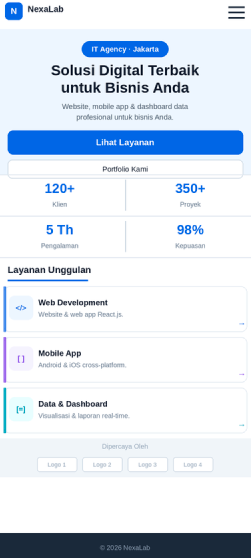 N NexaLab
IT Agency · Jakarta
Solusi Digital Terbaik
untuk Bisnis Anda
Website, mobile app & dashboard data
profesional untuk bisnis Anda.
Lihat Layanan
Portfolio Kami
120+ 350+
Klien Proyek
5 Th 98%
Pengalaman Kepuasan
Layanan Unggulan
</> Web Development
Website & web app React.js.
→
[ ] Mobile App
Android & iOS cross-platform.
→
[=] Data & Dashboard
Visualisasi & laporan real-time.
→
Dipercaya Oleh
Logo 1 Logo 2 Logo 3 Logo 4
© 2026 NexaLab